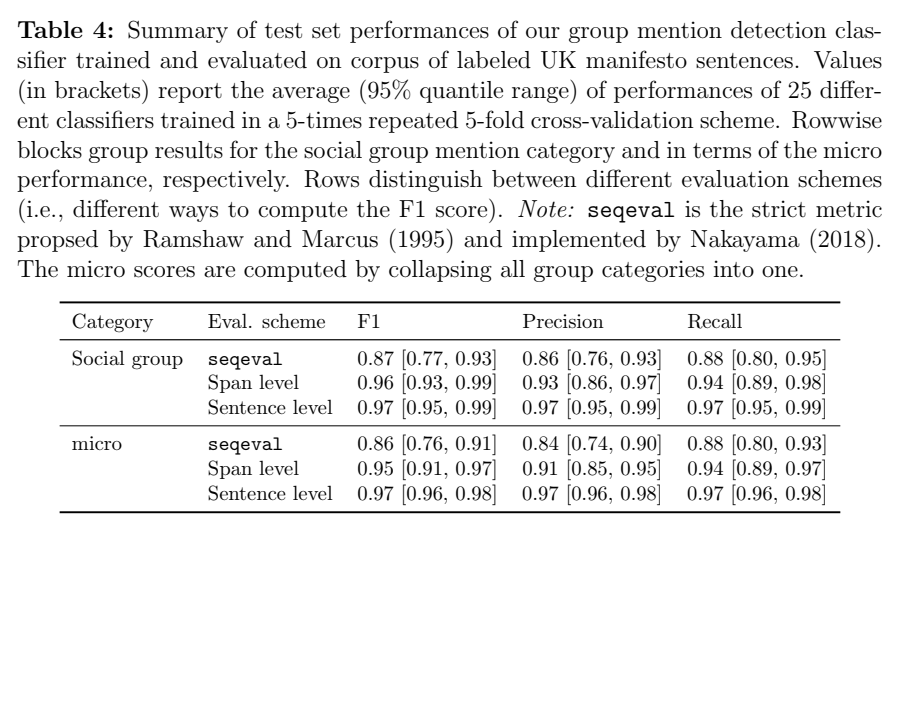 Table 4: Summary of test set performances of our group mention detection clas-
sifier trained and evaluated on corpus of labeled UK manifesto sentences. Values
(in brackets) report the average (95% quantile range) of performances of 25 differ-
ent classifiers trained in a 5-times repeated 5-fold cross-validation scheme. Rowwise
blocks group results for the social group mention category and in terms of the micro
performance, respectively. Rows distinguish between different evaluation schemes
(i.e., different ways to compute the F1 score). Note: seqeval is the strict metric
propsed by Ramshaw and Marcus (1995) and implemented by Nakayama (2018).
The micro scores are computed by collapsing all group categories into one.
Category Eval. scheme F1 Precision Recall
Social group seqeval 0.87 [0.77, 0.93] 0.86 [0.76, 0.93] 0.88 [0.80, 0.95]
Span level 0.96 [0.93, 0.99] 0.93 [0.86, 0.97] 0.94 [0.89, 0.98]
Sentence level 0.97 [0.95, 0.99] 0.97 [0.95, 0.99] 0.97 [0.95, 0.99]
micro seqeval 0.86 [0.76, 0.91] 0.84 [0.74, 0.90] 0.88 [0.80, 0.93]
Span level 0.95 [0.91, 0.97] 0.91 [0.85, 0.95] 0.94 [0.89, 0.97]
Sentence level 0.97 [0.96, 0.98] 0.97 [0.96, 0.98] 0.97 [0.96, 0.98]